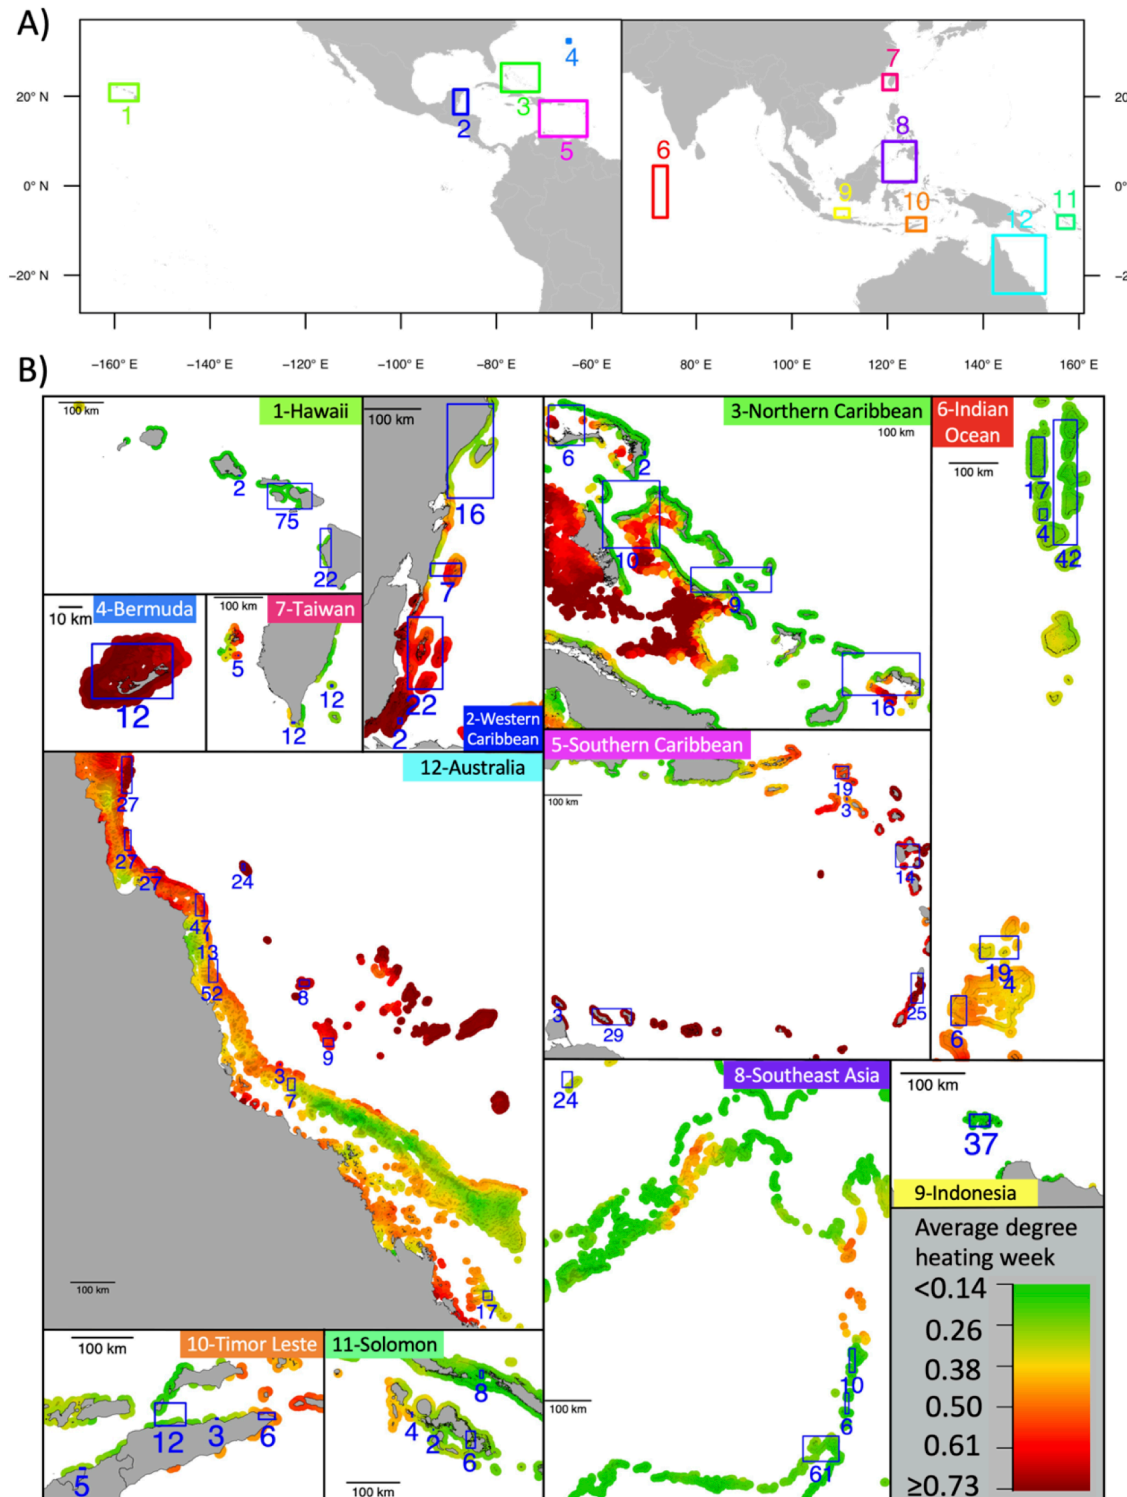 A)
1
2
3
4
5
6
7
8
9
10
11
12
20° N
0° N
−20° N
20
0
−2
−160° E
−140° E
−120° E
−100° E
−80° E
−60° E
80° E
100° E
120° E
140° E
160° E
B)
100 km
1-Hawaii
2
75
22
10 km
4-Bermuda
12
100 km
7-Taiwan
5
12
12
100 km
16
7
22
2
2-Western
Caribbean
3-Northern Caribbean
100 km
6
2
10
9
16
6-Indian
Ocean
100 km
17
4
42
19
4
6
5-Southern Caribbean
100 km
19
3
14
3
29
25
12-Australia
27
27
27
24
47
13
52
8
9
3
7
17
100 km
8-Southeast Asia
24
10
6
61
100 km
100 km
37
9-Indonesia
Average degree
heating week
<0.14
0.26
0.38
0.50
0.61
≥0.73
100 km
10-Timor Leste
12
3
6
5
11-Solomon
8
4
2
6
100 km